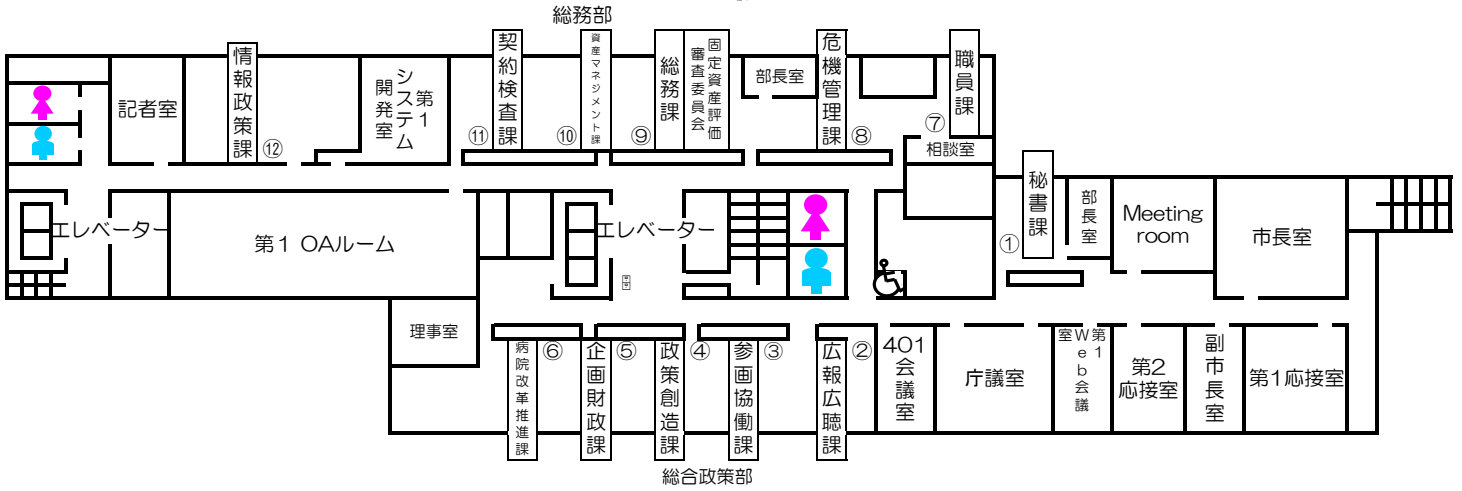 総務部
情報政策課
⑫
契約検査課
⑪
資産マネジメント課
⑩
総務課
⑨
固定資産評価
審査委員会
部長室
危機管理課
⑧
職員課
⑦
相談室
記者室
第1
システム
開発室
秘書課
①
部長室
Meeting
room
市長室
エレベーター
第1 OAルーム
エレベーター
理事室
病院改革推進課
⑥
企画財政課
⑤
政策創造課
④
参画協働課
③
広報広聴課
②
401
会議室
庁議室
第1
Web会議
室
第2
応接室
副市長室
第1応接室
総合政策部